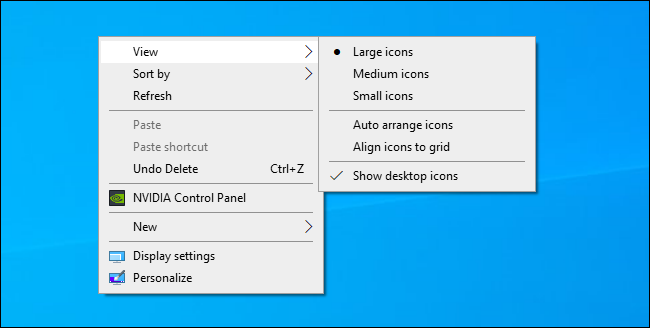 View
Sort by
Refresh
Paste
Paste shortcut
Undo Delete Ctrl+Z
NVIDIA Control Panel
New
Display settings
Personalize
Large icons
Medium icons
Small icons
Auto arrange icons
Align icons to grid
Show desktop icons